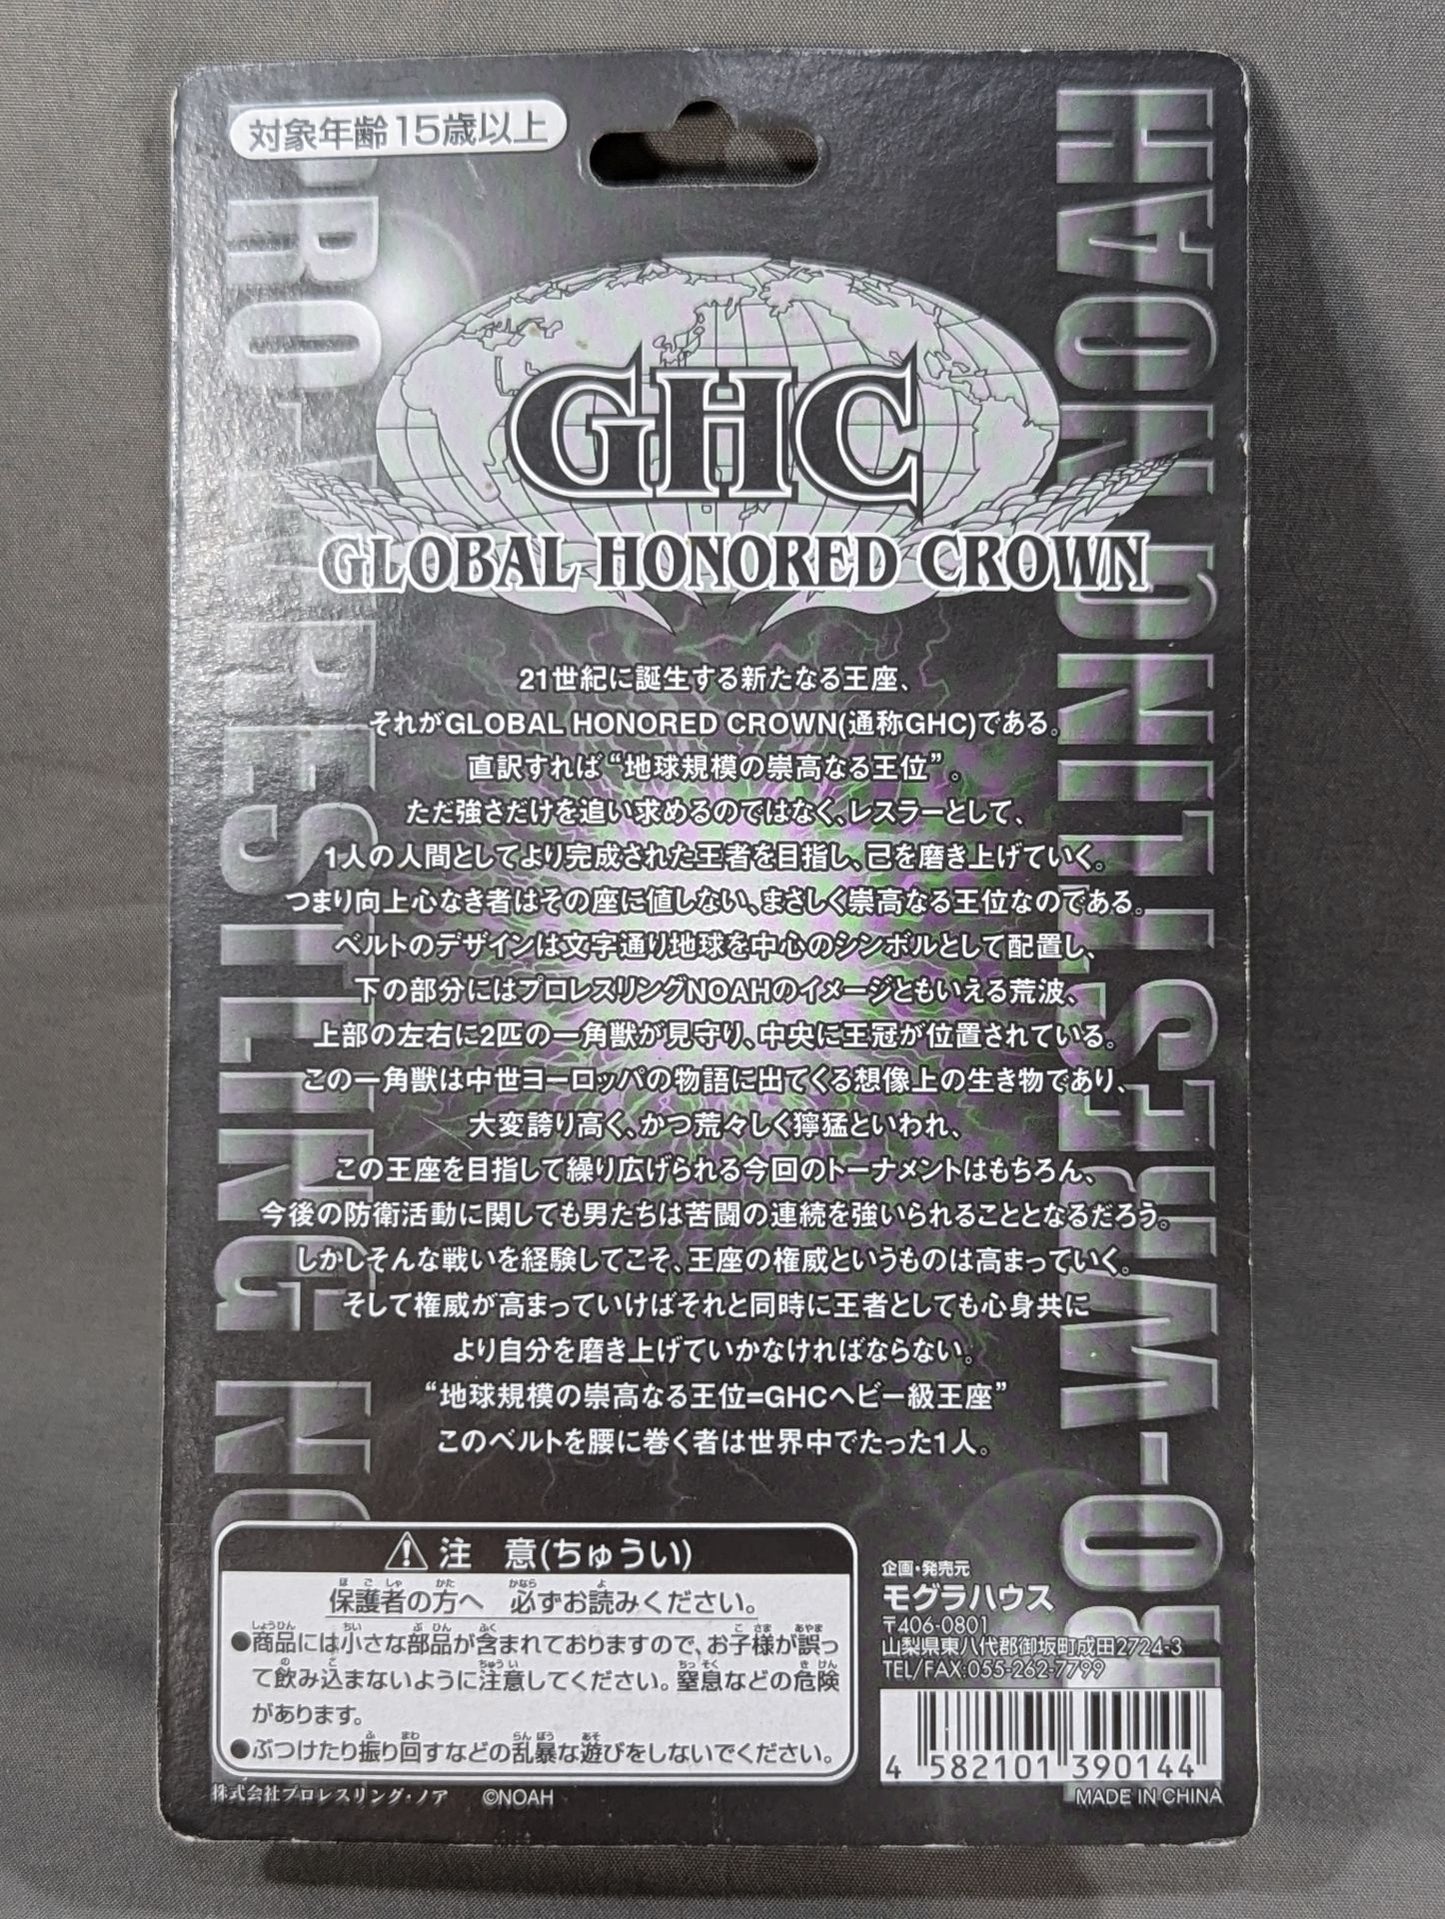 対象年齢15歳以上
PRO-WRESTLING NO
PRO-WRESTLING NOAH
GHC
GLOBAL HONORED CROWN
21世紀に誕生する新たなる王座、
それがGLOBAL HONORED CROWN(通称GHC)である。
直訳すれば“地球規模の崇高なる王位”。
ただ強さだけを追い求めるのではなく、レスラーとして、
1人の人間としてより完成された王者を目指し、己を磨き上げていく。
つまり向上心なき者はその座に値しない、まさしく崇高なる王位なのである。
ベルトのデザインは文字通り地球を中心のシンボルとして配置し、
下の部分にはプロレスリングNOAHのイメージともいえる荒波、
上部の左右に2匹の一角獣が見守り、中央に王冠が位置されている。
この一角獣は中世ヨーロッパの物語に出てくる想像上の生き物であり、
大変誇り高く、かつ荒々しく獰猛といわれ、
この王座を目指して繰り広げられる今回のトーナメントはもちろん、
今後の防衛活動に関しても男たちは苦闘の連続を強いられることとなるだろう。
しかしそんな戦いを経験してこそ、王座の権威というものは高まっていく。
そして権威が高まっていけばそれと同時に王者としても心身共に
より自分を磨き上げていかなければならない。
“地球規模の崇高なる王位=GHCヘビー級王座”
このベルトを腰に巻く者は世界中でたった1人。
注 意(ちゅうい)
保護者の方へ 必ずお読みください。
●商品には小さな部品が含まれておりますので、お子様が誤っ
て飲み込まないように注意してください。窒息などの危険
があります。
●ぶつけたり振り回すなどの乱暴な遊びをしないでください。
株式会社プロレスリング・ノア ©NOAH
企画・発売元
モグラハウス
〒406-0801
山梨県東八代郡御坂町成田2724-3
TEL/FAX:055-262-7799
4 582101 390144
MADE IN CHINA